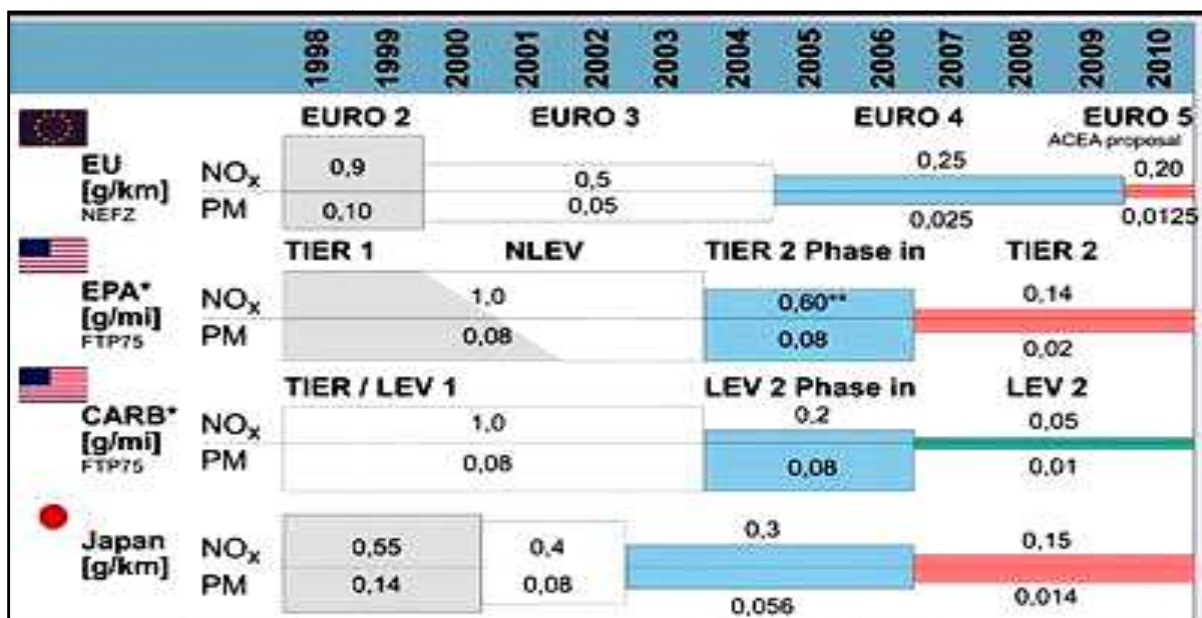 1998 1999 2000 2001 2002 2003 2004 2005 2006 2007 2008 2009 2010
EURO 2 EURO 3 EURO 4 EURO 5
ACEA proposal
EU
[g/km]
NEFZ
NOx 0,9 0,5 0,25 0,20
PM 0,10 0,05 0,025 0,0125
TIER 1 NLEV TIER 2 Phase in TIER 2
EPA*
[g/mi]
FTP75
NOx 1.0 0,60** 0,14
PM 0,08 0,08 0,02
TIER / LEV 1 LEV 2 Phase in LEV 2
CARB*
[g/mi]
FTP75
NOx 1,0 0.2 0,05
PM 0,08 0,08 0,01
Japan
[g/km]
NOx 0,55 0,4 0,3 0,15
PM 0,14 0,08 0,056 0.014